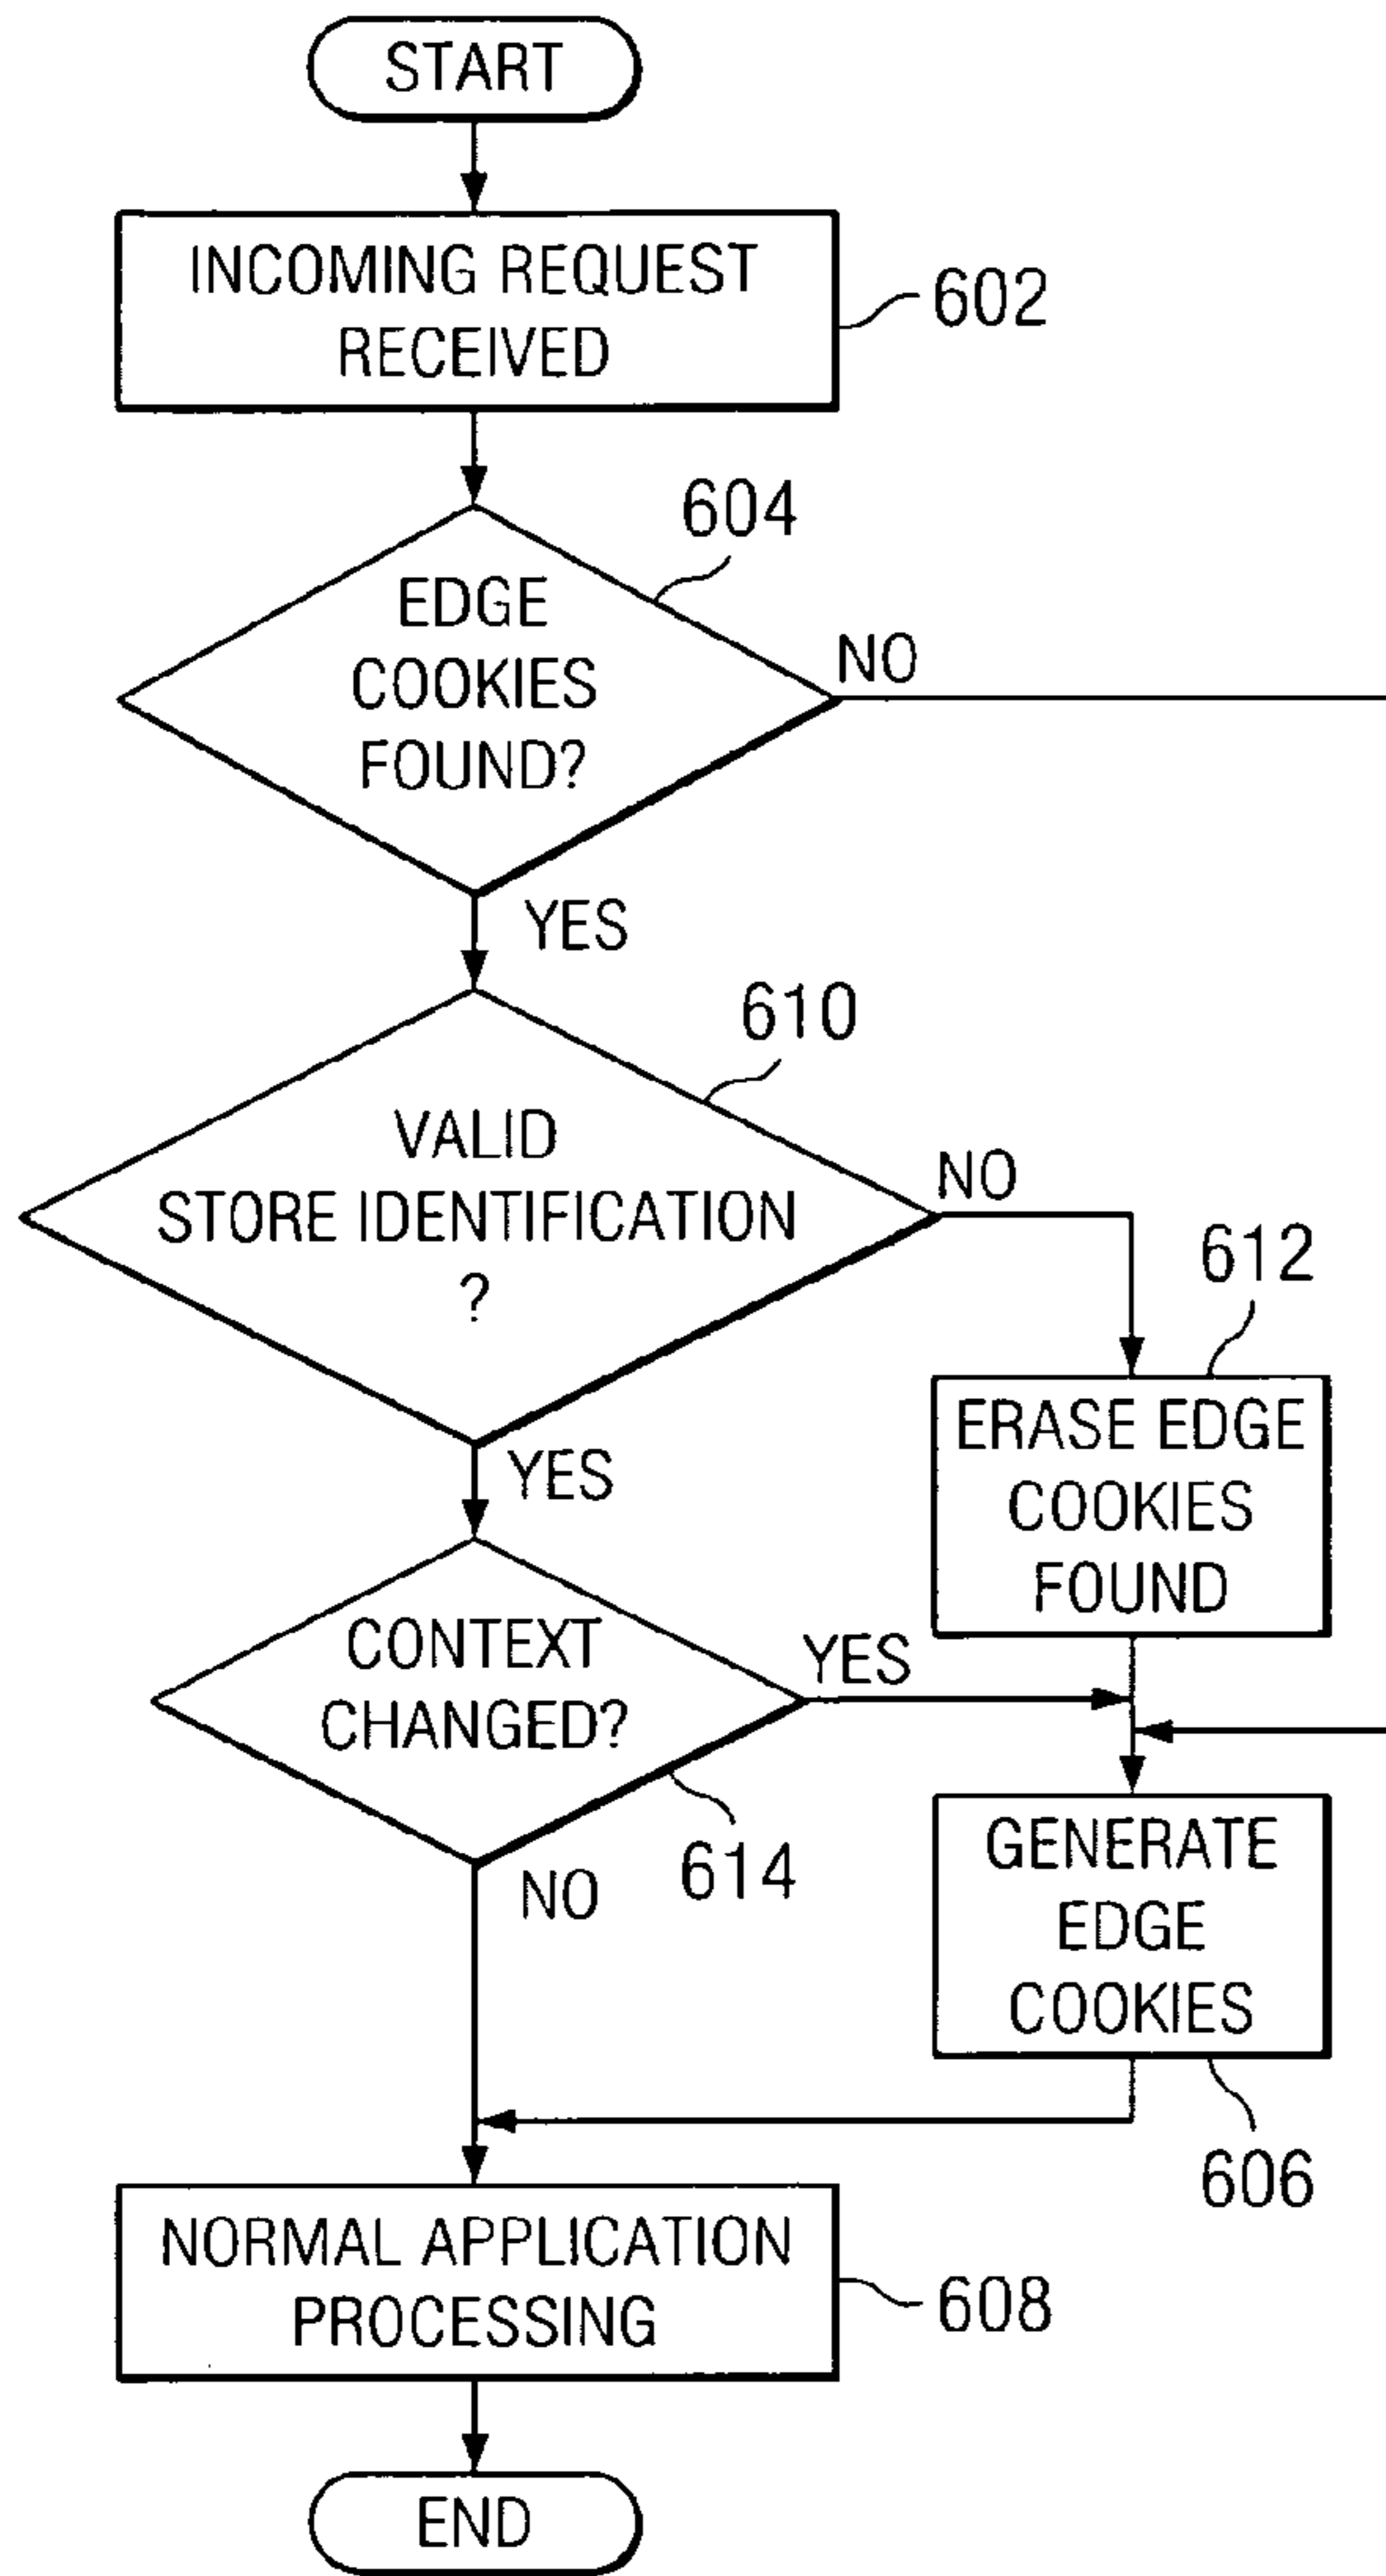 START
INCOMING REQUEST
RECEIVED
602
604
EDGE
COOKIES
FOUND?
NO
YES
610
VALID
STORE IDENTIFICATION
?
NO
612
YES
ERASE EDGE
COOKIES
FOUND
CONTEXT
CHANGED?
YES
614
NO
GENERATE
EDGE
COOKIES
606
NORMAL APPLICATION
PROCESSING
608
END